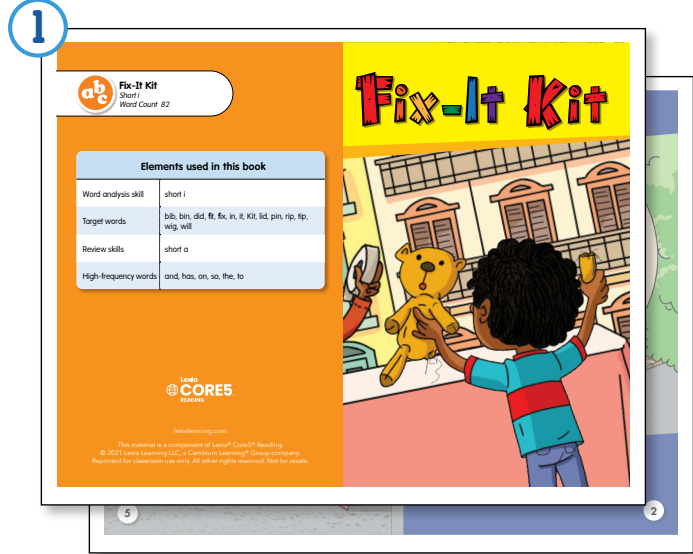 1
abc
Fix-It Kit
Short i
Word Count 82
Elements used in this book
Word analysis skill short i
Target words bib, bin, did, fit, fix, in, it, Kit, lid, pin, rip, tip,
wig, will
Review skills short a
High-frequency words and, has, on, so, the, to
Lexia
CORE5
READING
lexialearning.com
This material is a component of Lexia® Core5® Reading.
© 2021 Lexia Learning LLC, a Cambium Learning® Group company.
Reprinted for classroom use only. All other rights reserved. Not for resale.
Fix-It Kit
5
2